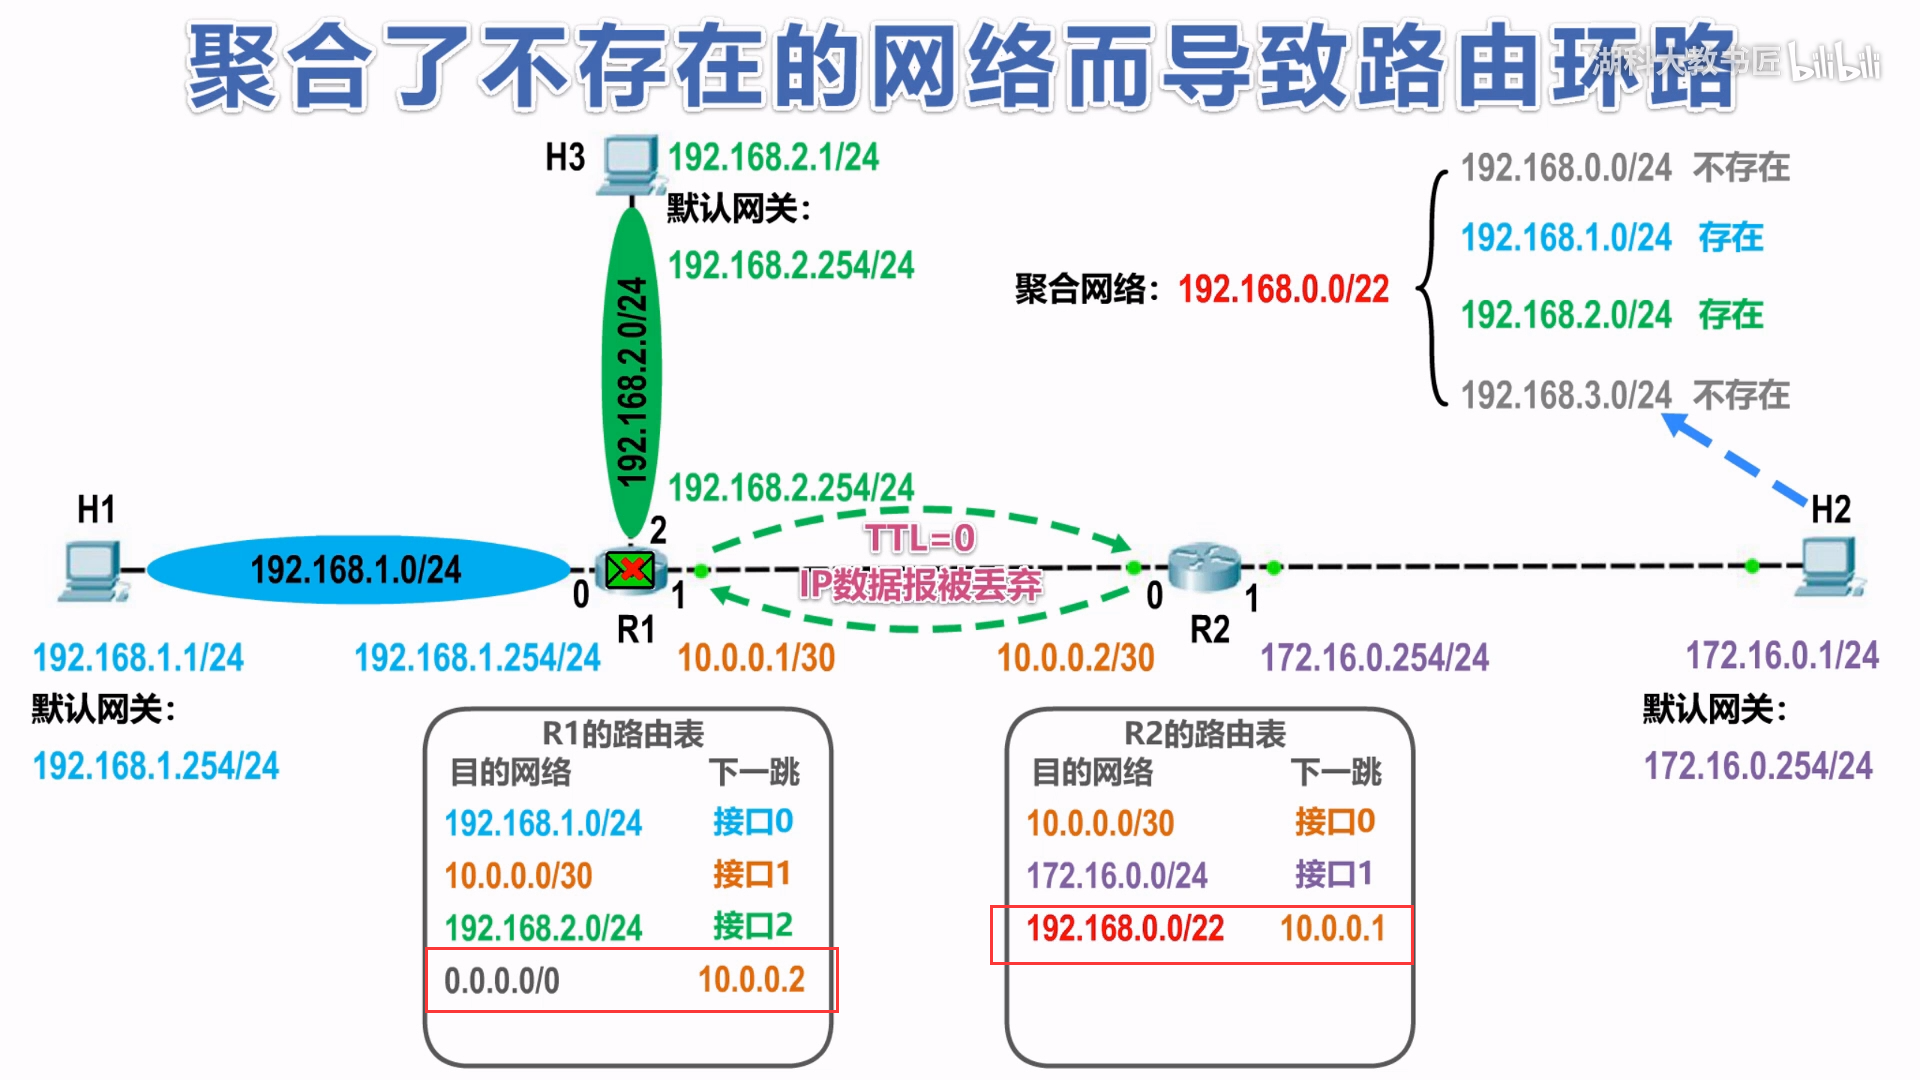 聚合了不存在的网络而导致路由环路
湖科大教书匠 bilibili
H3
192.168.2.1/24
默认网关：
192.168.2.254/24
192.168.2.0/24
聚合网络：
192.168.0.0/22
192.168.0.0/24 不存在
192.168.1.0/24 存在
192.168.2.0/24 存在
192.168.3.0/24 不存在
192.168.2.254/24
H1
192.168.1.0/24
2
0
1
R1
TTL=0
IP数据报被丢弃
0
1
R2
H2
192.168.1.1/24
默认网关：
192.168.1.254/24
192.168.1.254/24
10.0.0.1/30
10.0.0.2/30
172.16.0.254/24
172.16.0.1/24
默认网关：
172.16.0.254/24
R1的路由表
目的网络 下一跳
192.168.1.0/24 接口0
10.0.0.0/30 接口1
192.168.2.0/24 接口2
0.0.0.0/0 10.0.0.2
R2的路由表
目的网络 下一跳
10.0.0.0/30 接口0
172.16.0.0/24 接口1
192.168.0.0/22 10.0.0.1